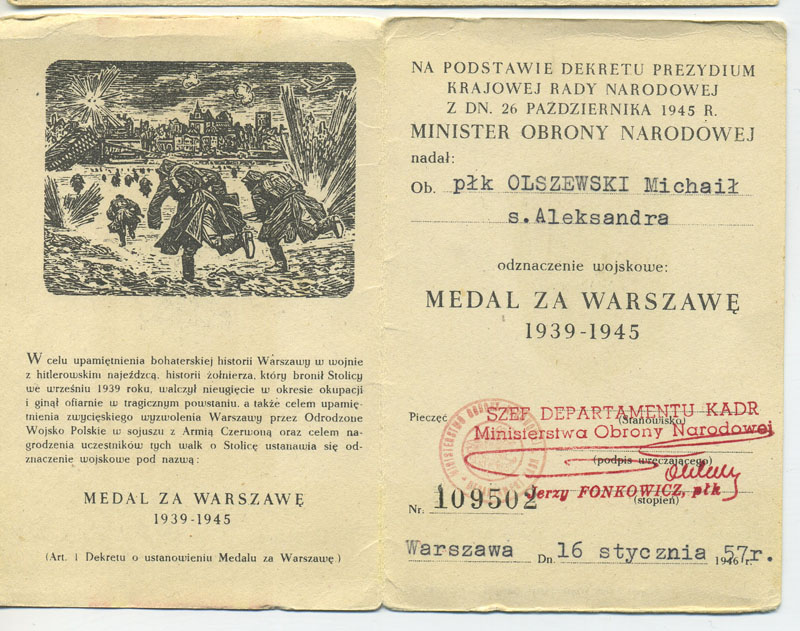 W celu upamiętnienia bohaterskiej historii Warszawy w wojnie
z hitlerowskim najeźdzcą, historii żołnierza, który bronił Stolicy
we wrześniu 1939 roku, walczył nieugięcie w okresie okupacji
i ginął ofiarnie w tragicznym powstaniu, a także celem upamię-
tnienia zwycięskiego wyzwolenia Warszawy przez Odrodzone
Wojsko Polskie w sojuszu z Armią Czerwoną oraz celem na-
grodzenia uczestników tych walk o Stolicę ustanawia się od-
znaczenie wojskowe pod nazwą:
MEDAL ZA WARSZAWĘ
1939-1945
(Art. 1 Dekretu o ustanowieniu Medalu za Warszawę)
NA PODSTAWIE DEKRETU PREZYDIUM
KRAJOWEJ RADY NARODOWEJ
Z DN. 26 PAŹDZIERNIKA 1945 R.
MINISTER OBRONY NARODOWEJ
nadał:
Ob. płk OLSZEWSKI Michaił
s.Aleksandra
odznaczenie wojskowe:
MEDAL ZA WARSZAWĘ
1939-1945
SZEF DEPARTAMENTU KADR
Pieczęć (Stanowisko)
Ministerstwa Obrony Narodowej
(podpis wręczającego)
Jerzy FONKOWICZ, płk
Nr. 109502 (stopień)
Warszawa Dn. 16 stycznia 1946 r. 57r.